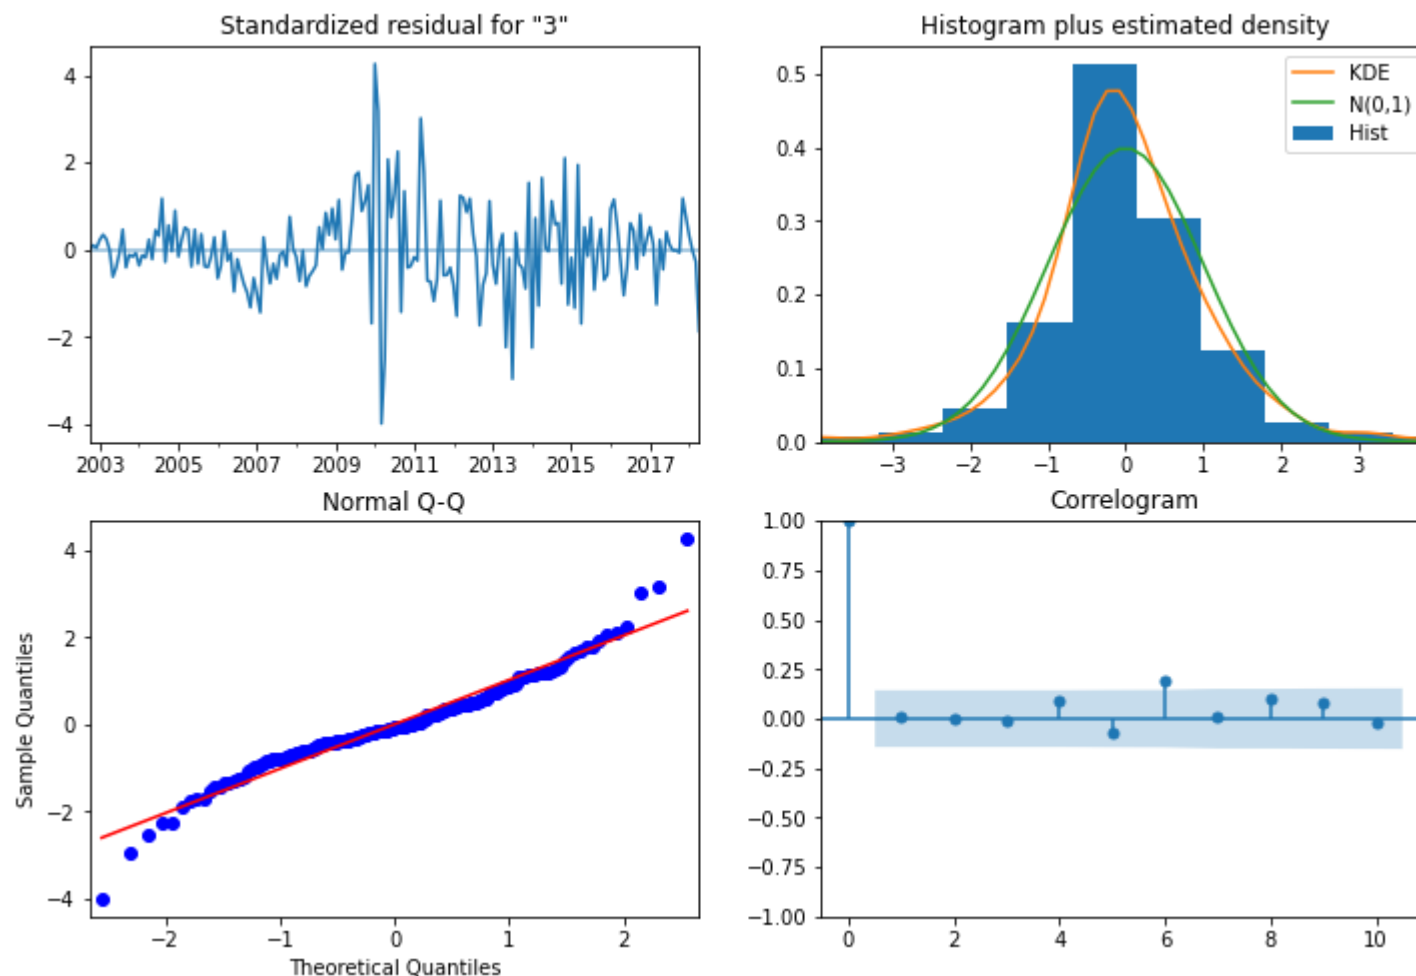 Standardized residual for "3"
4
2
0
−2
−4
2003 2005 2007 2009 2011 2013 2015 2017
Histogram plus estimated density
KDE
N(0,1)
Hist
0.5
0.4
0.3
0.2
0.1
0.0
−3 −2 −1 0 1 2 3
Normal Q-Q
Sample Quantiles
4
2
0
−2
−4
−2 −1 0 1 2
Theoretical Quantiles
Correlogram
1.00
0.75
0.50
0.25
0.00
−0.25
−0.50
−0.75
−1.00
0 2 4 6 8 10